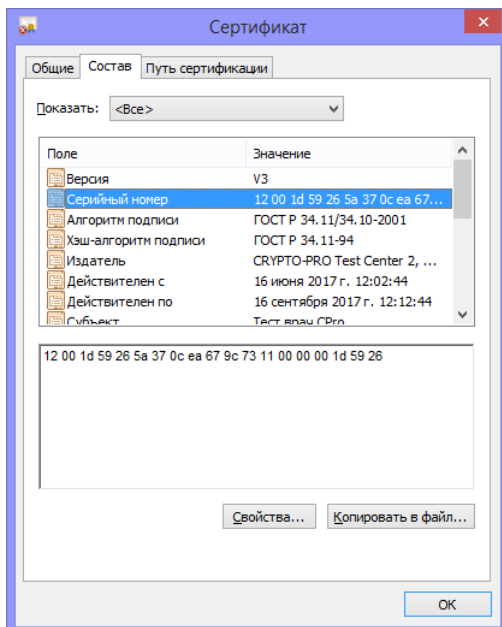 Сертификат
Общие Состав Путь сертификации
Показать: <Все>
Поле Значение
Версия V3
Серийный номер 12 00 1d 59 26 5a 37 0c ea 67...
Алгоритм подписи ГОСТ Р 34.11/34.10-2001
Хэш-алгоритм подписи ГОСТ Р 34.11-94
Издатель CRYPTO-PRO Test Center 2, ...
Действителен с 16 июня 2017 г. 12:02:44
Действителен по 16 сентября 2017 г. 12:12:44
Субъект Тест врач CPro
12 00 1d 59 26 5a 37 0c ea 67 9c 73 11 00 00 00 1d 59 26
Свойства... Копировать в файл...
ОК